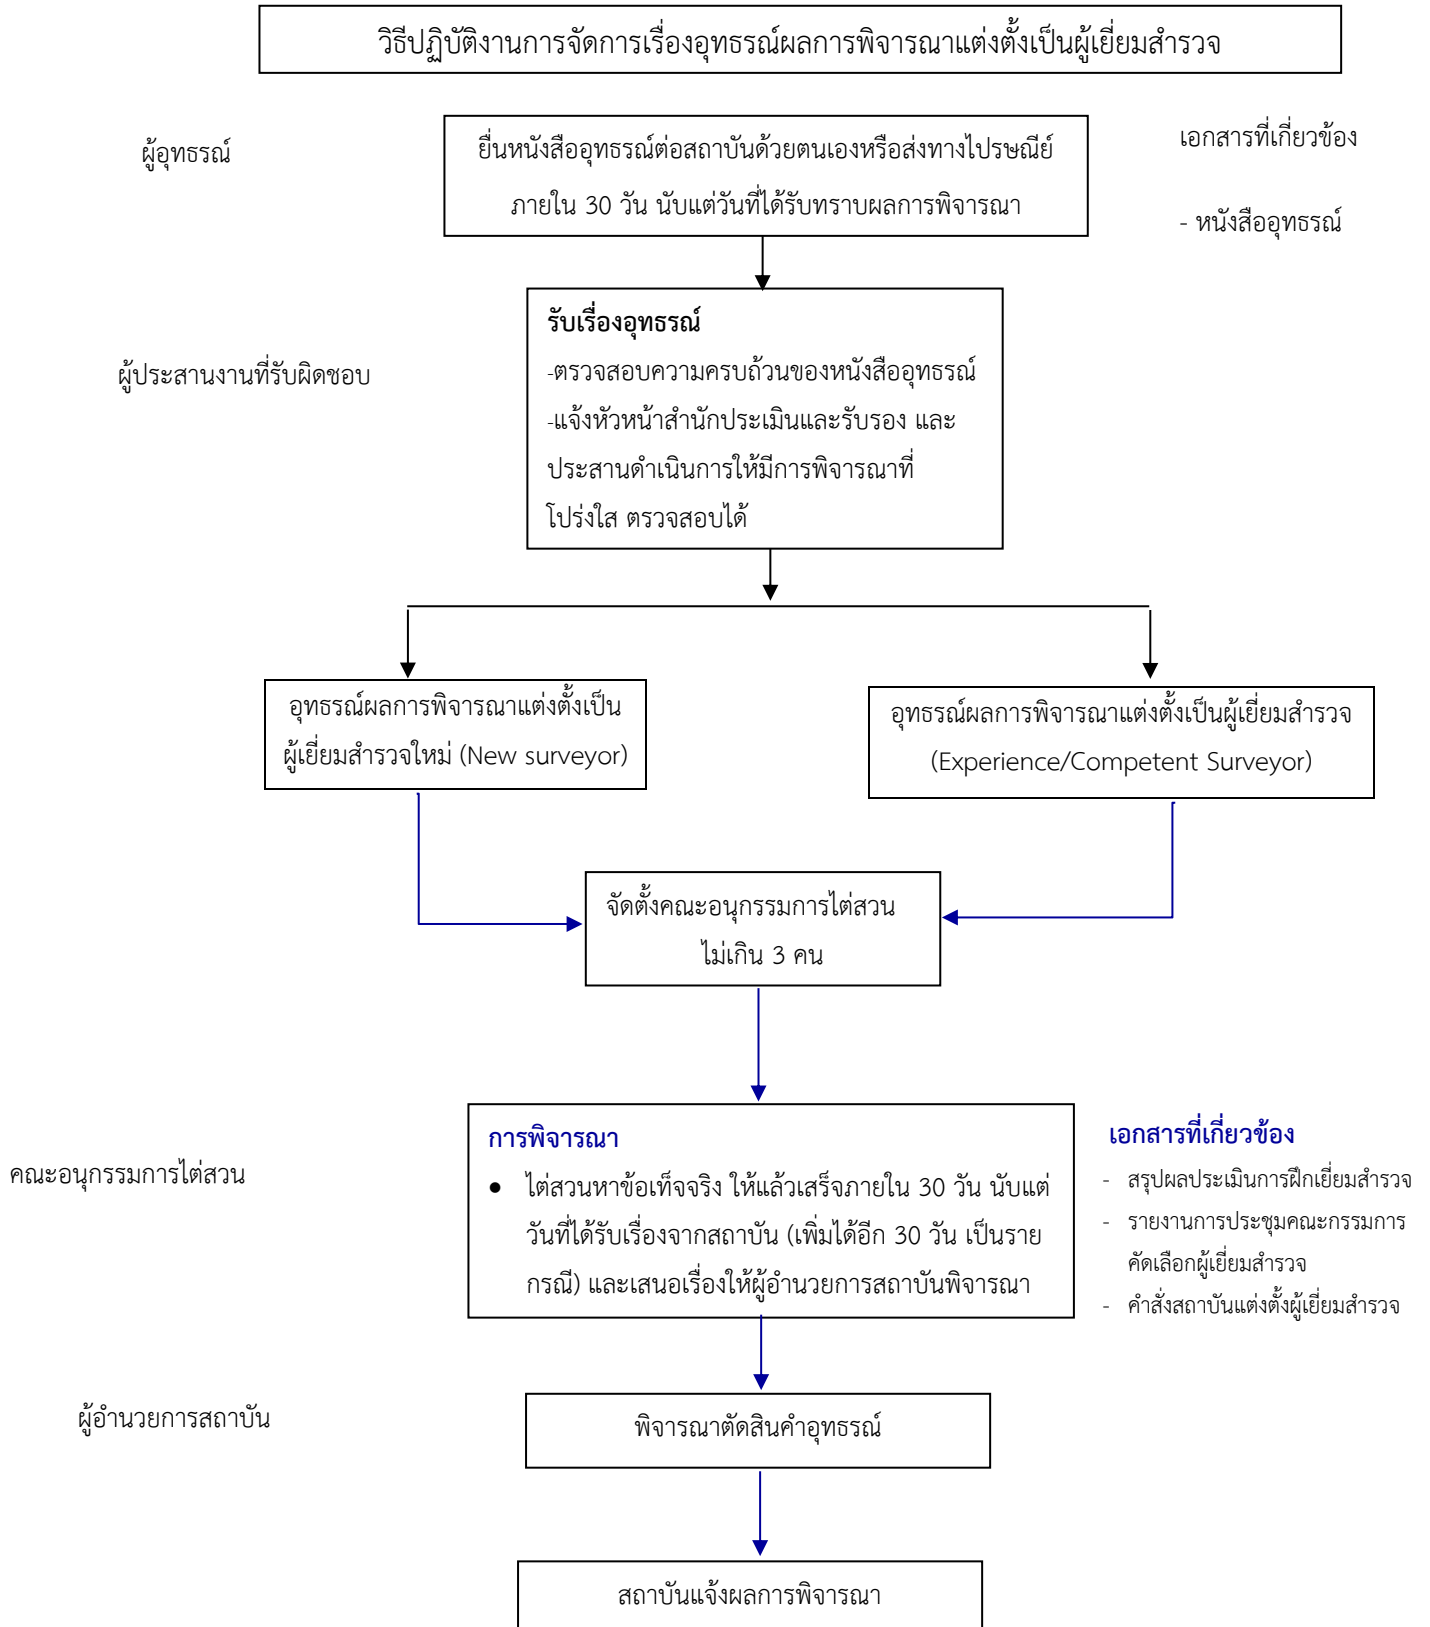 วิธีปฏิบัติงานการจัดการเรื่องอุทธรณ์ผลการพิจารณาแต่งตั้งเป็นผู้เยี่ยมสำรวจ
ผู้อุทธรณ์
ยื่นหนังสืออุทธรณ์ต่อสถาบันด้วยตนเองหรือส่งทางไปรษณีย์
ภายใน 30 วัน นับแต่วันที่ได้รับทราบผลการพิจารณา
เอกสารที่เกี่ยวข้อง
- หนังสืออุทธรณ์
ผู้ประสานงานที่รับผิดชอบ
รับเรื่องอุทธรณ์
-ตรวจสอบความครบถ้วนของหนังสืออุทธรณ์
-แจ้งหัวหน้าสำนักประเมินและรับรอง และ
ประสานดำเนินการให้มีการพิจารณาที่
โปร่งใส ตรวจสอบได้
อุทธรณ์ผลการพิจารณาแต่งตั้งเป็น
ผู้เยี่ยมสำรวจใหม่ (New surveyor)
อุทธรณ์ผลการพิจารณาแต่งตั้งเป็นผู้เยี่ยมสำรวจ
(Experience/Competent Surveyor)
จัดตั้งคณะอนุกรรมการไต่สวน
ไม่เกิน 3 คน
คณะอนุกรรมการไต่สวน
การพิจารณา
• ไต่สวนหาข้อเท็จจริง ให้แล้วเสร็จภายใน 30 วัน นับแต่
วันที่ได้รับเรื่องจากสถาบัน (เพิ่มได้อีก 30 วัน เป็นราย
กรณี) และเสนอเรื่องให้ผู้อำนวยการสถาบันพิจารณา
เอกสารที่เกี่ยวข้อง
- สรุปผลประเมินการฝึกเยี่ยมสำรวจ
- รายงานการประชุมคณะกรรมการ
คัดเลือกผู้เยี่ยมสำรวจ
- คำสั่งสถาบันแต่งตั้งผู้เยี่ยมสำรวจ
ผู้อำนวยการสถาบัน
พิจารณาตัดสินคำอุทธรณ์
สถาบันแจ้งผลการพิจารณา